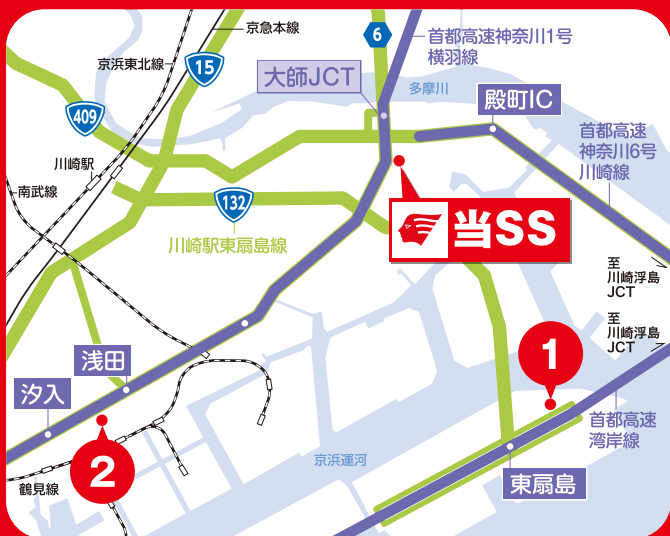 京急本線
6
首都高速神奈川1号
横羽線
京浜東北線
15
大師JCT
多摩川
殿町IC
409
首都高速
神奈川6号
川崎線
川崎駅
南武線
132
当SS
川崎駅東扇島線
至
川崎浮島
JCT
至
川崎浮島
JCT
1
浅田
汐入
首都高速
湾岸線
2
京浜運河
東扇島
鶴見線